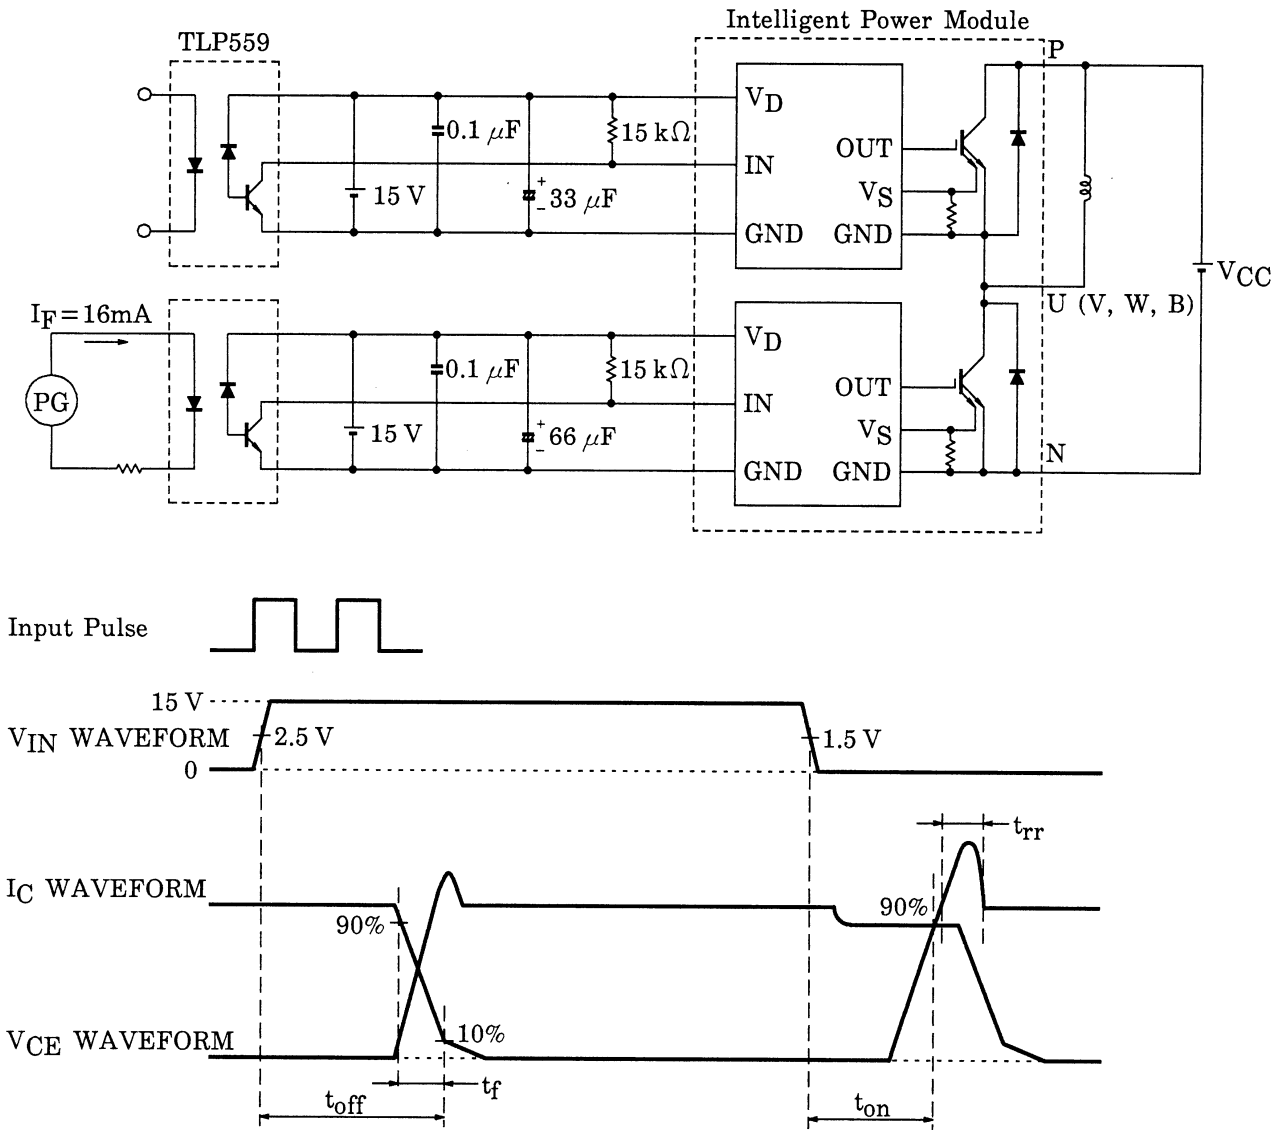 Intelligent Power Module
TLP559
P
VD
0.1 μF
15 kΩ
OUT
IN
15 V
+
- 33 μF
VS
GND
GND
VCC
U (V, W, B)
IF=16mA
VD
0.1 μF
15 kΩ
OUT
PG
IN
15 V
+
- 66 μF
VS
N
GND
GND
Input Pulse
15 V
VIN WAVEFORM
2.5 V
1.5 V
0
trr
IC WAVEFORM
90%
90%
VCE WAVEFORM
10%
tf
toff
ton